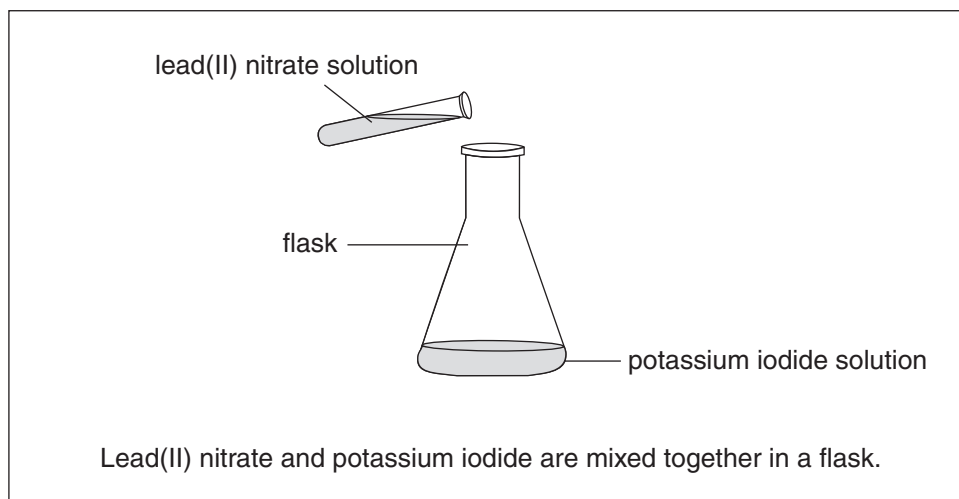 lead(II) nitrate solution
flask
potassium iodide solution
Lead(II) nitrate and potassium iodide are mixed together in a flask.